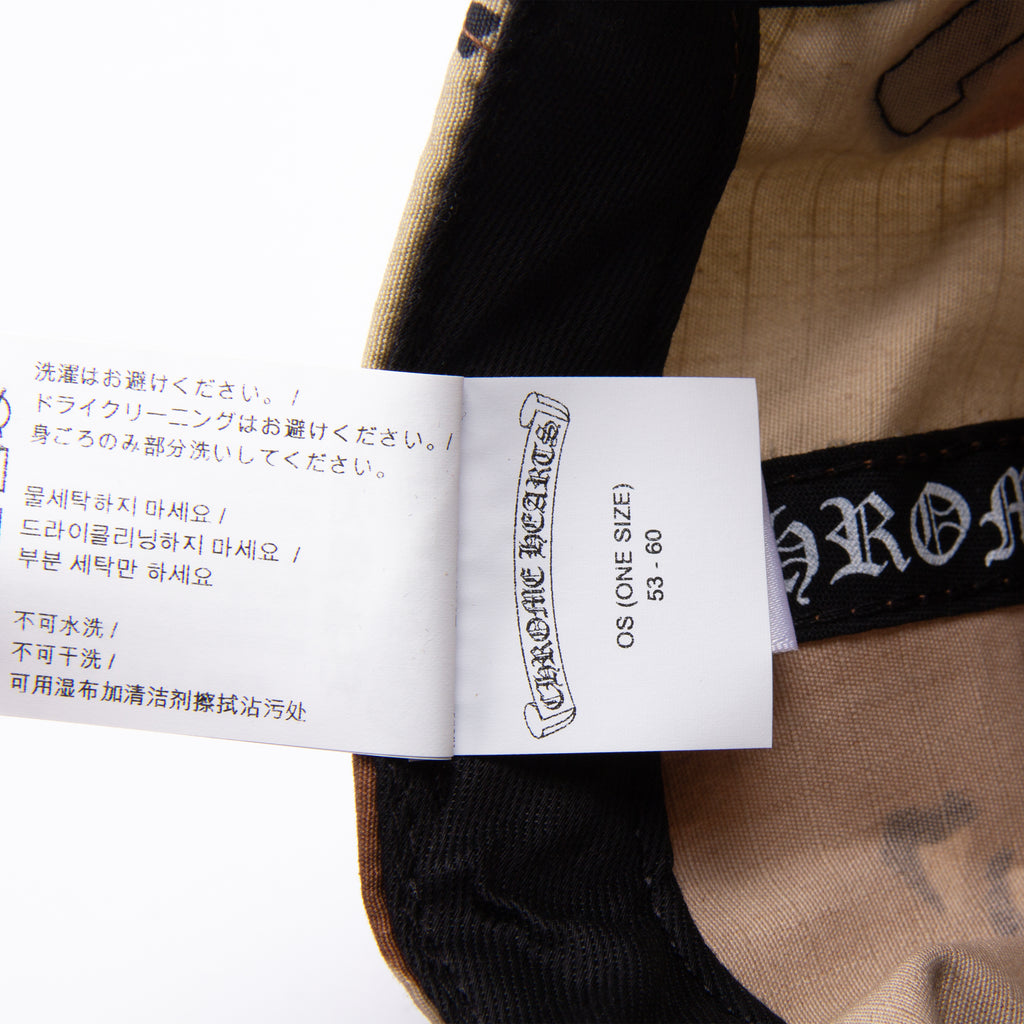 洗濯はお避けください。 /
ドライクリーニングはお避けください。/
身ごろのみ部分洗いしてください。
물세탁하지 마세요 /
드라이클리닝하지 마세요 /
부분 세탁만 하세요
不可水洗 /
不可干洗 /
可用湿布加清洁剂擦拭沾污处
CHROME HEARTS
OS (ONE SIZE)
53 - 60
CHROM